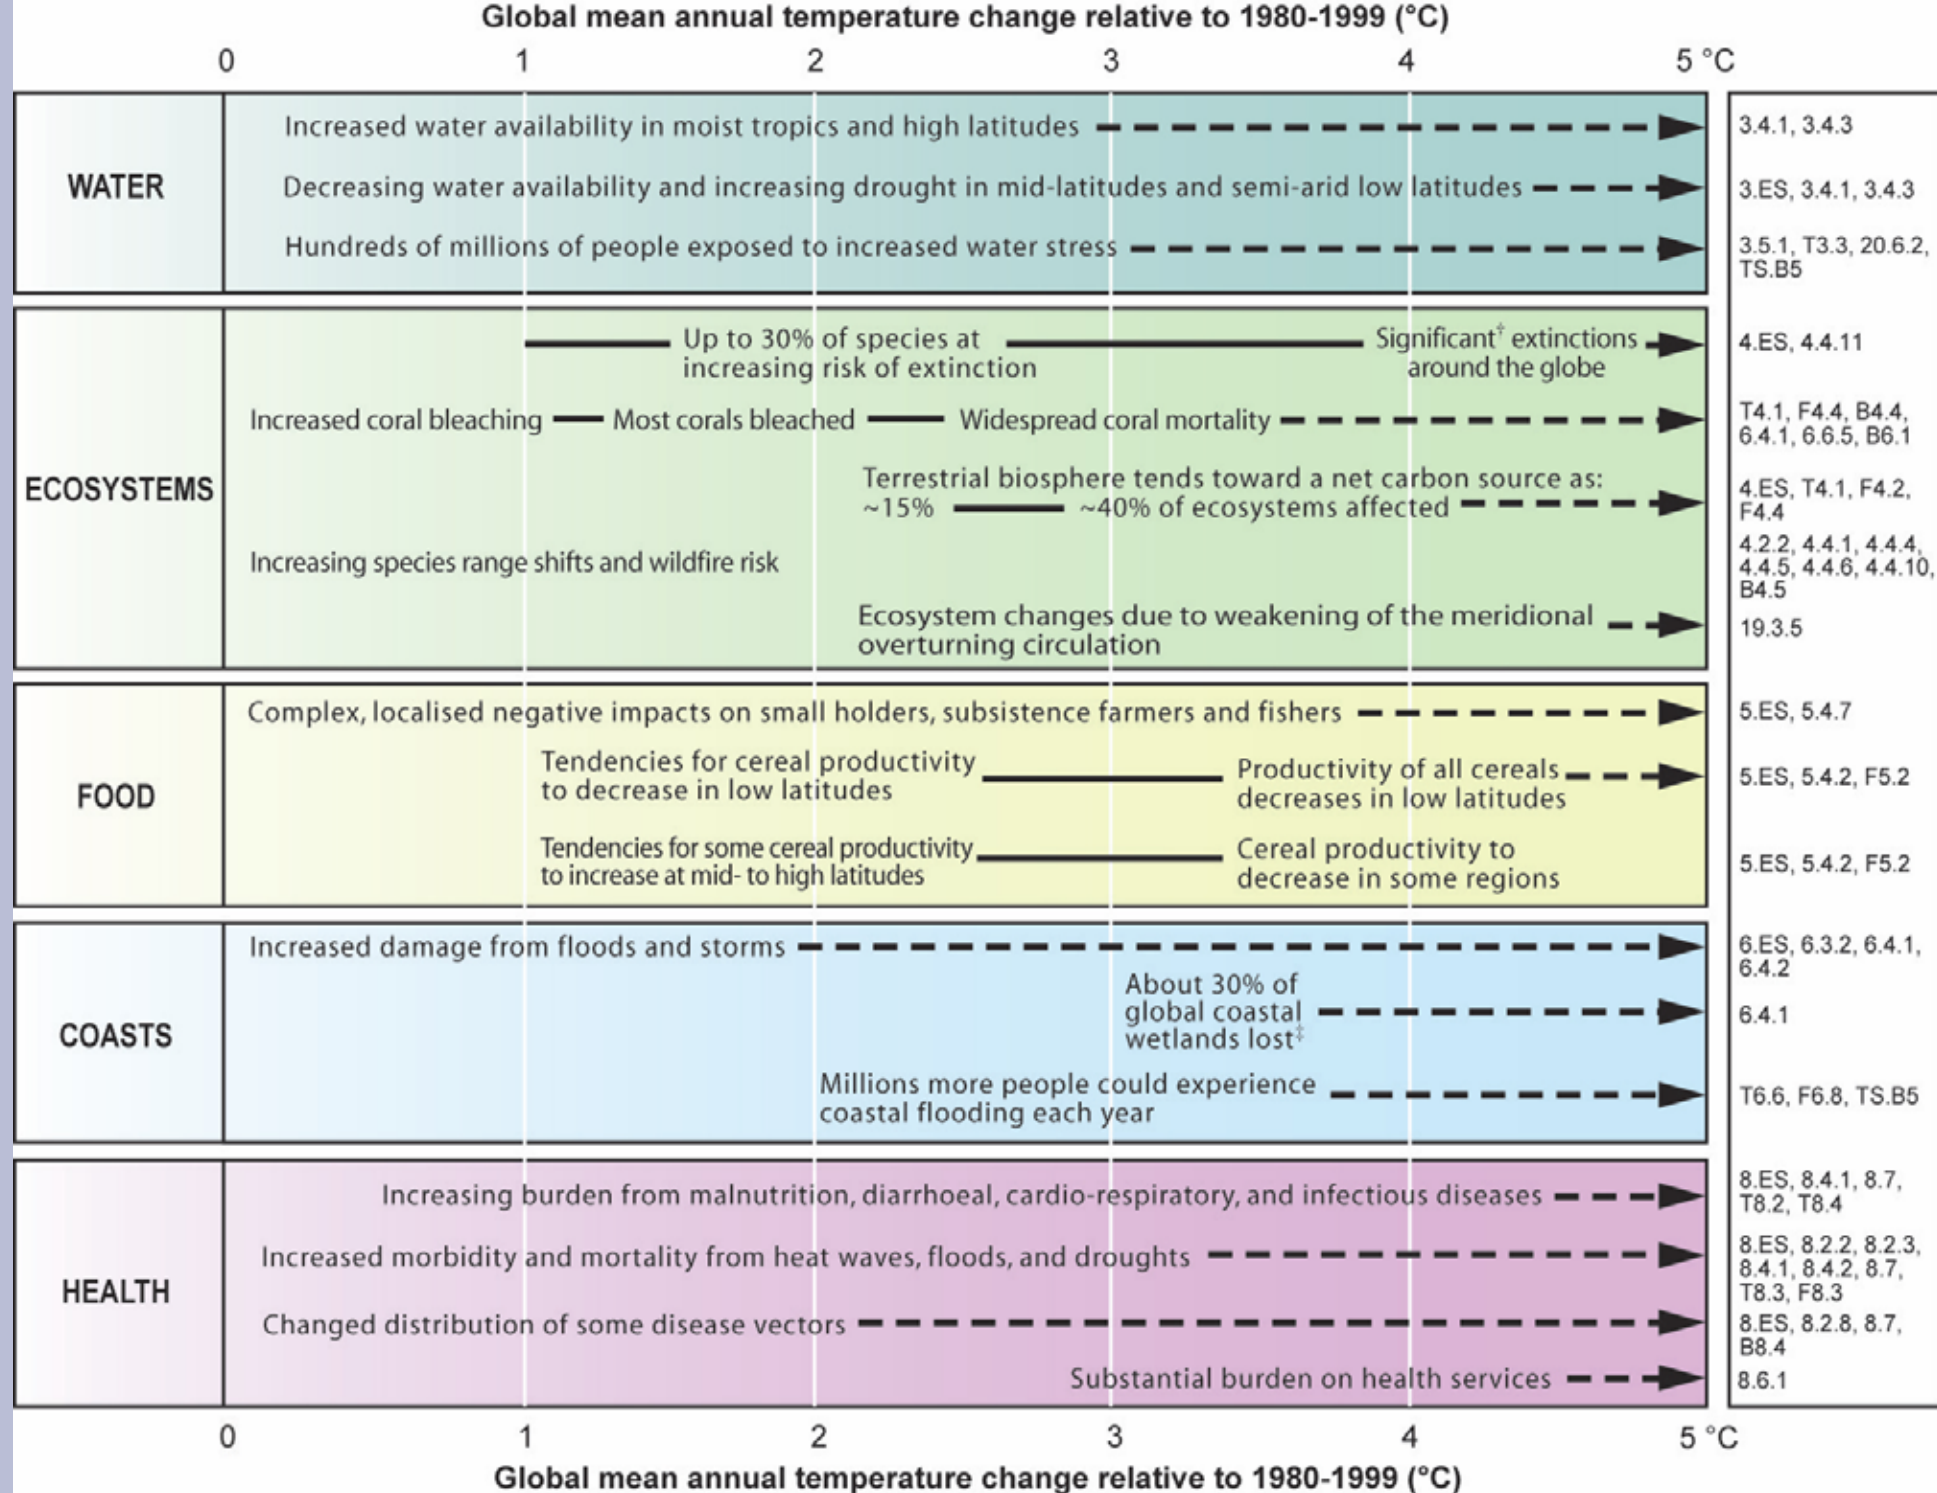 Global mean annual temperature change relative to 1980-1999 (°C)
0 1 2 3 4 5 °C
WATER
Increased water availability in moist tropics and high latitudes
3.4.1, 3.4.3
Decreasing water availability and increasing drought in mid-latitudes and semi-arid low latitudes
3.ES, 3.4.1, 3.4.3
Hundreds of millions of people exposed to increased water stress
3.5.1, T3.3, 20.6.2,
TS.B5
ECOSYSTEMS
Up to 30% of species at
increasing risk of extinction
Significant† extinctions
around the globe
4.ES, 4.4.11
Increased coral bleaching Most corals bleached Widespread coral mortality
T4.1, F4.4, B4.4,
6.4.1, 6.6.5, B6.1
Terrestrial biosphere tends toward a net carbon source as:
~15% ~40% of ecosystems affected
4.ES, T4.1, F4.2,
F4.4
Increasing species range shifts and wildfire risk
4.2.2, 4.4.1, 4.4.4,
4.4.5, 4.4.6, 4.4.10,
B4.5
Ecosystem changes due to weakening of the meridional
overturning circulation
19.3.5
FOOD
Complex, localised negative impacts on small holders, subsistence farmers and fishers
5.ES, 5.4.7
Tendencies for cereal productivity
to decrease in low latitudes
Productivity of all cereals
decreases in low latitudes
5.ES, 5.4.2, F5.2
Tendencies for some cereal productivity
to increase at mid- to high latitudes
Cereal productivity to
decrease in some regions
5.ES, 5.4.2, F5.2
COASTS
Increased damage from floods and storms
6.ES, 6.3.2, 6.4.1,
6.4.2
About 30% of
global coastal
wetlands lost‡
6.4.1
Millions more people could experience
coastal flooding each year
T6.6, F6.8, TS.B5
HEALTH
Increasing burden from malnutrition, diarrhoeal, cardio-respiratory, and infectious diseases
8.ES, 8.4.1, 8.7,
T8.2, T8.4
Increased morbidity and mortality from heat waves, floods, and droughts
8.ES, 8.2.2, 8.2.3,
8.4.1, 8.4.2, 8.7,
T8.3, F8.3
Changed distribution of some disease vectors
8.ES, 8.2.8, 8.7,
B8.4
Substantial burden on health services
8.6.1
0 1 2 3 4 5 °C
Global mean annual temperature change relative to 1980-1999 (°C)